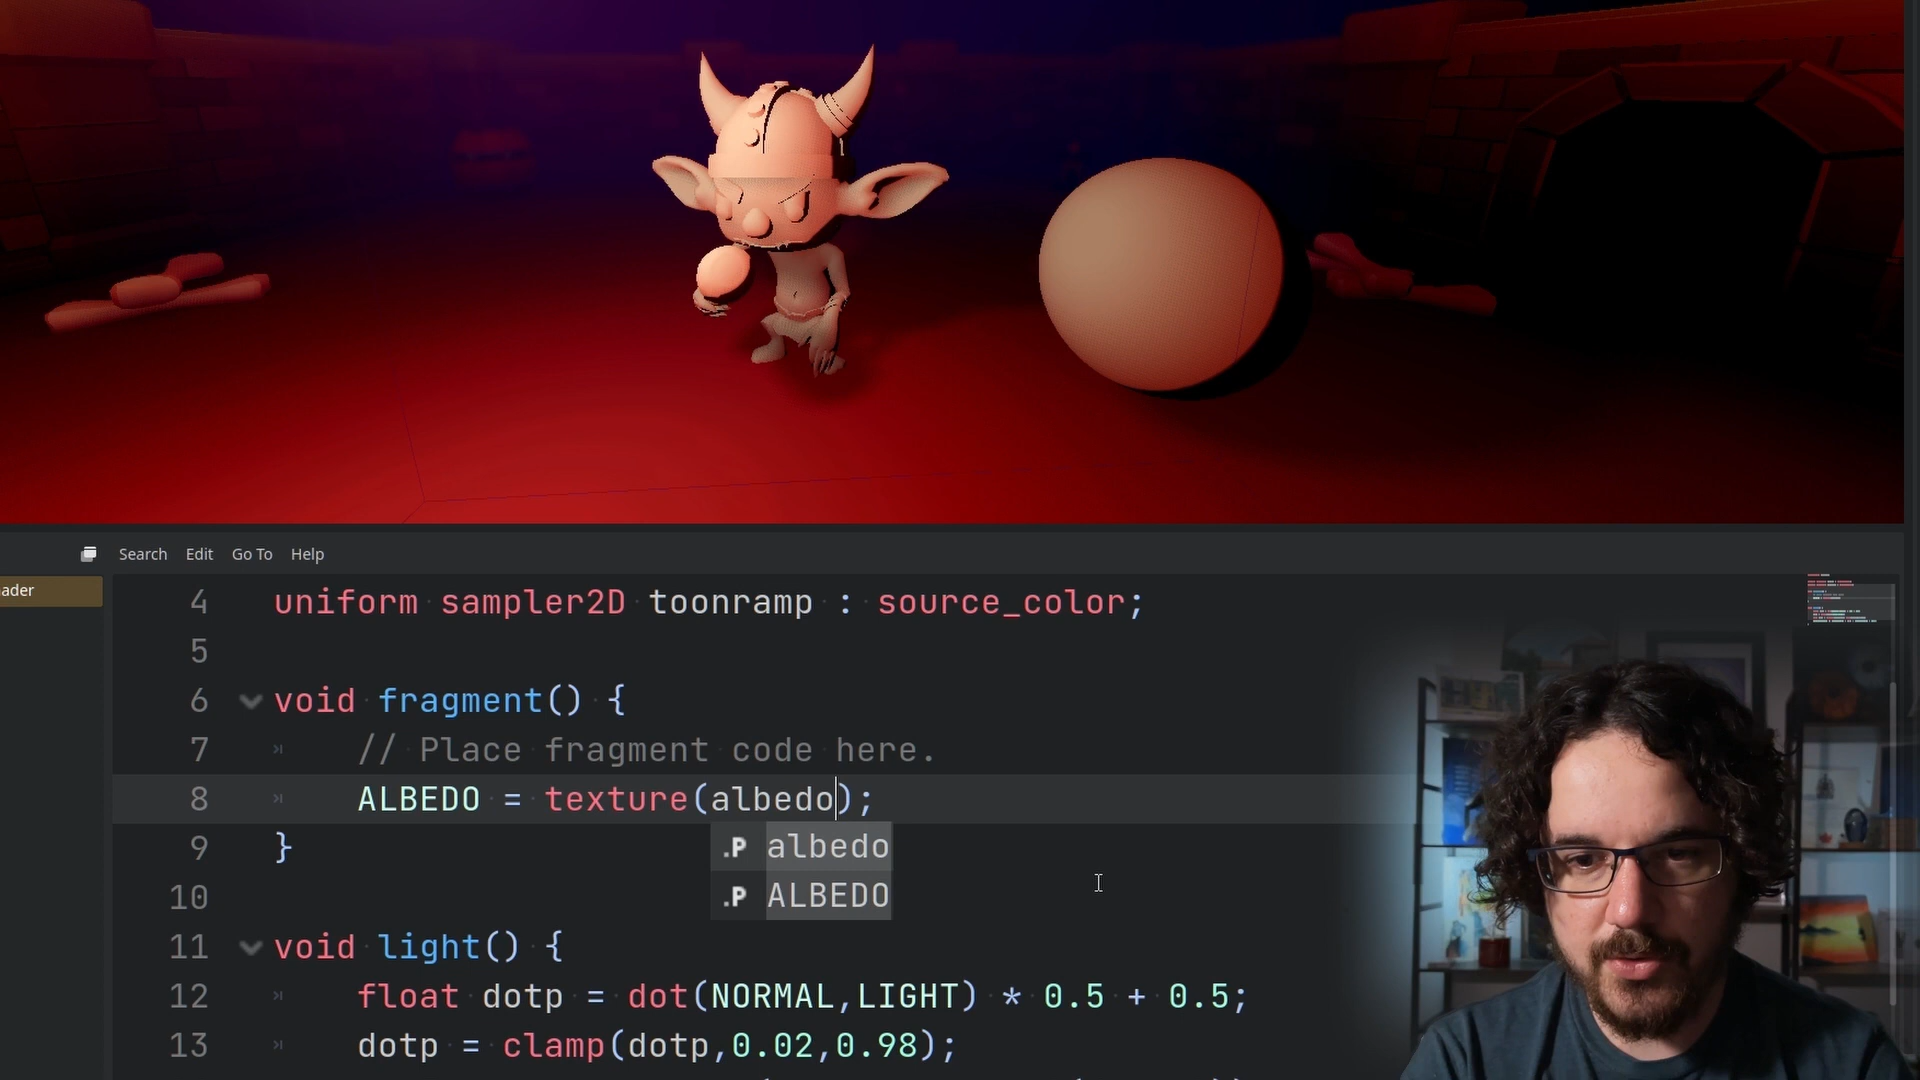 Search Edit Go To Help
ader
4 uniform sampler2D toonramp : source_color;
5
6 void fragment() {
7 // Place fragment code here.
8 ALBEDO = texture(albedo);
9 }
.P albedo
.P ALBEDO
10
11 void light() {
12 float dotp = dot(NORMAL,LIGHT) * 0.5 + 0.5;
13 dotp = clamp(dotp,0.02,0.98);